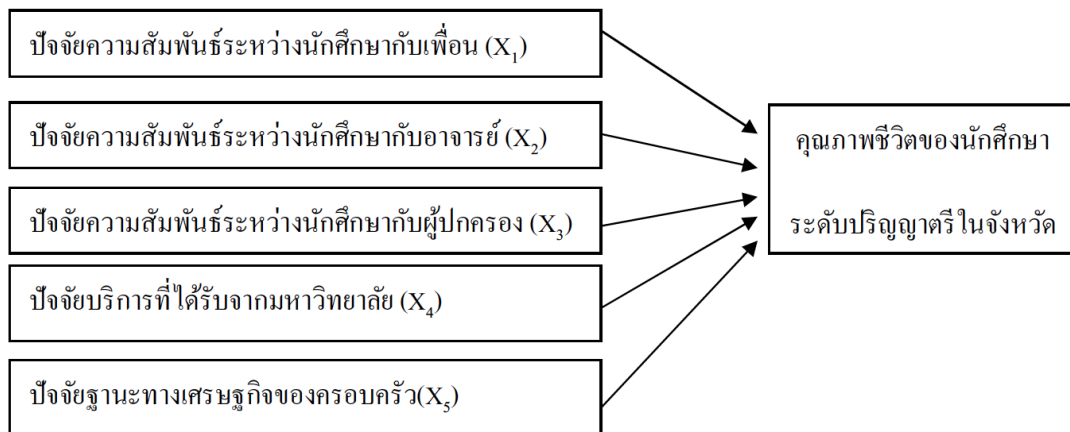 ปัจจัยความสัมพันธ์ระหว่างนักศึกษากับเพื่อน (X₁)
ปัจจัยความสัมพันธ์ระหว่างนักศึกษากับอาจารย์ (X₂)
ปัจจัยความสัมพันธ์ระหว่างนักศึกษากับผู้ปกครอง (X₃)
ปัจจัยบริการที่ได้รับจากมหาวิทยาลัย (X₄)
ปัจจัยฐานะทางเศรษฐกิจของครอบครัว(X₅)
คุณภาพชีวิตของนักศึกษา
ระดับปริญญาตรีในจังหวัด